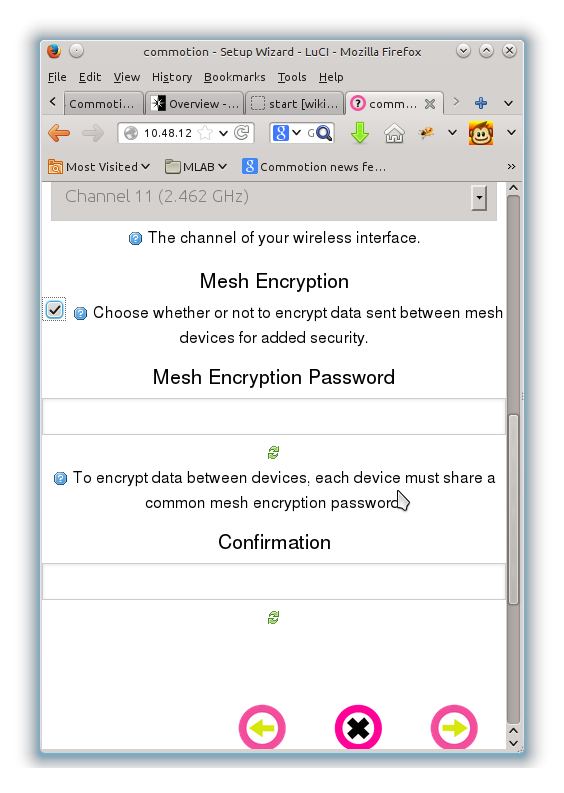 commotion - Setup Wizard - LuCI - Mozilla Firefox
File Edit View History Bookmarks Tools Help
Commoti... Overview -... start [wiki... comm...
10.48.12 8 G
Most Visited MLAB 8 Commotion news fe... »
Channel 11 (2.462 GHz)
? The channel of your wireless interface.
Mesh Encryption
? Choose whether or not to encrypt data sent between mesh
devices for added security.
Mesh Encryption Password
? To encrypt data between devices, each device must share a
common mesh encryption password
Confirmation